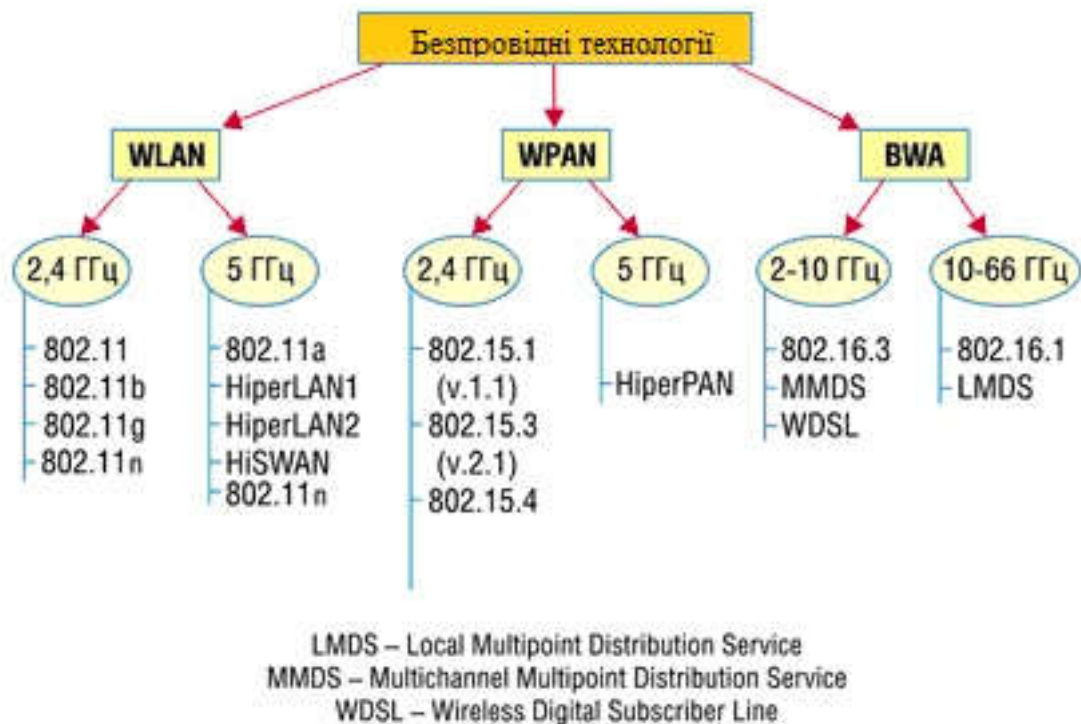 Безпровідні технології
WLAN
WPAN
BWA
2,4 ГГц
5 ГГц
2,4 ГГц
5 ГГц
2-10 ГГц
10-66 ГГц
802.11
802.11b
802.11g
802.11n
802.11a
HiperLAN1
HiperLAN2
HiSWAN
802.11n
802.15.1
(v.1.1)
802.15.3
(v.2.1)
802.15.4
HiperPAN
802.16.3
MMDS
WDSL
802.16.1
LMDS
LMDS – Local Multipoint Distribution Service
MMDS – Multichannel Multipoint Distribution Service
WDSL – Wireless Digital Subscriber Line